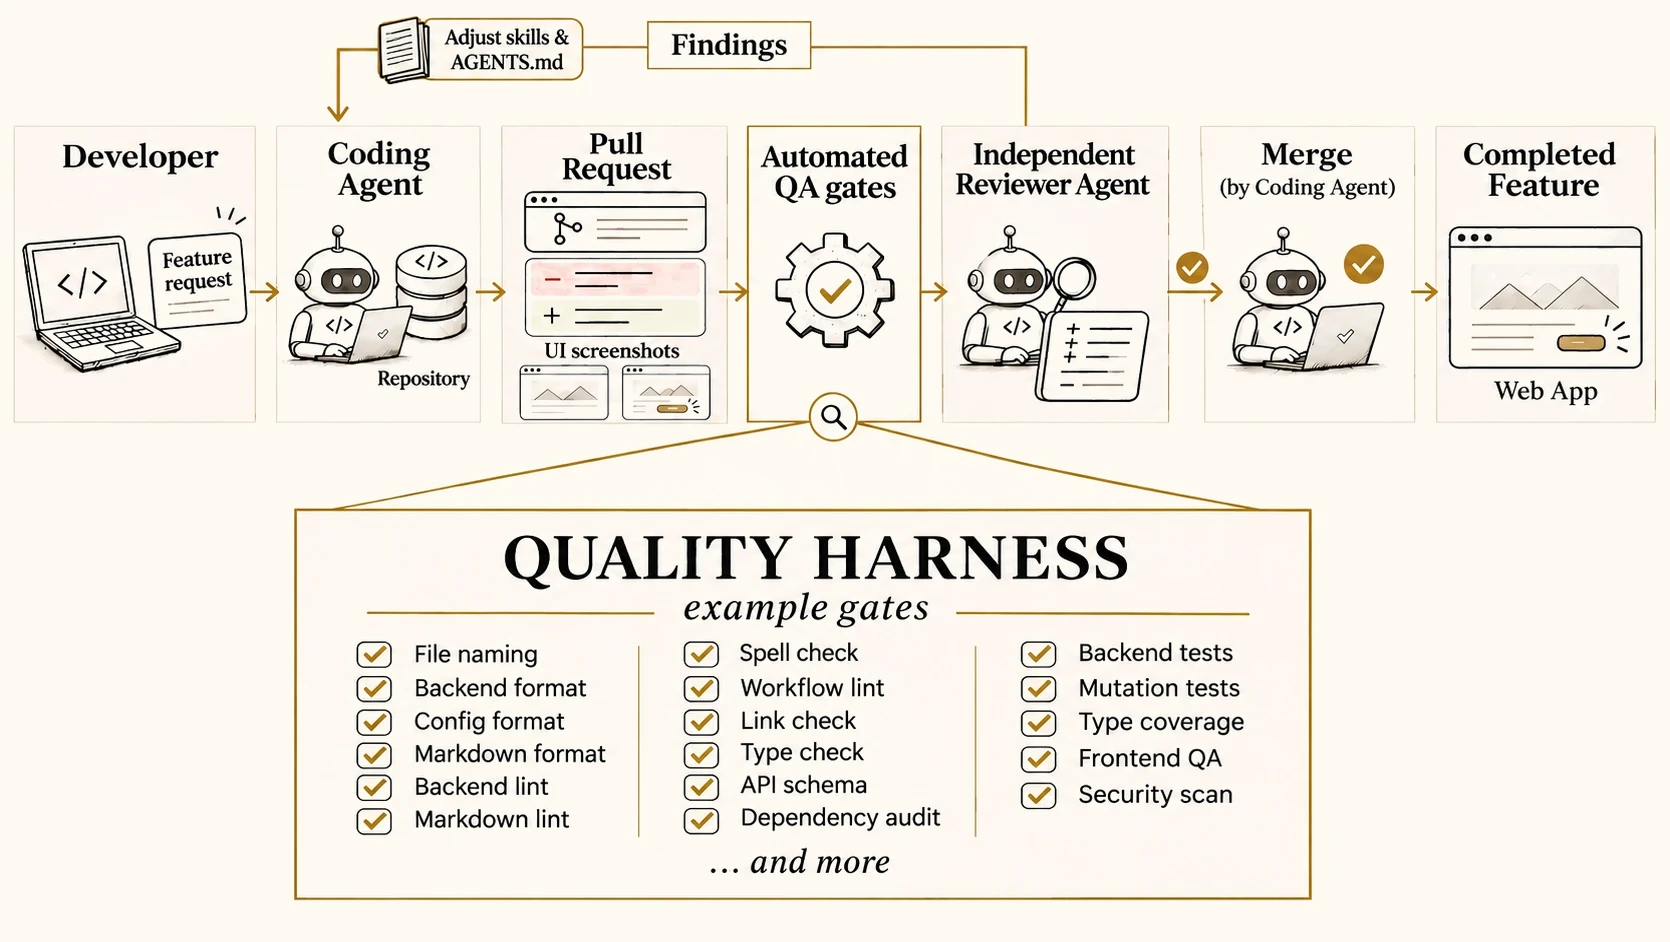 Adjust skills &
AGENTS.md
Findings
Developer
</>
Feature
request
Coding
Agent
</>
</>
Repository
Pull
Request
UI screenshots
Automated
QA gates
Independent
Reviewer Agent
</>
Merge
(by Coding Agent)
</>
Completed
Feature
Web App
QUALITY HARNESS
example gates
File naming
Backend format
Config format
Markdown format
Backend lint
Markdown lint
Spell check
Workflow lint
Link check
Type check
API schema
Dependency audit
Backend tests
Mutation tests
Type coverage
Frontend QA
Security scan
... and more